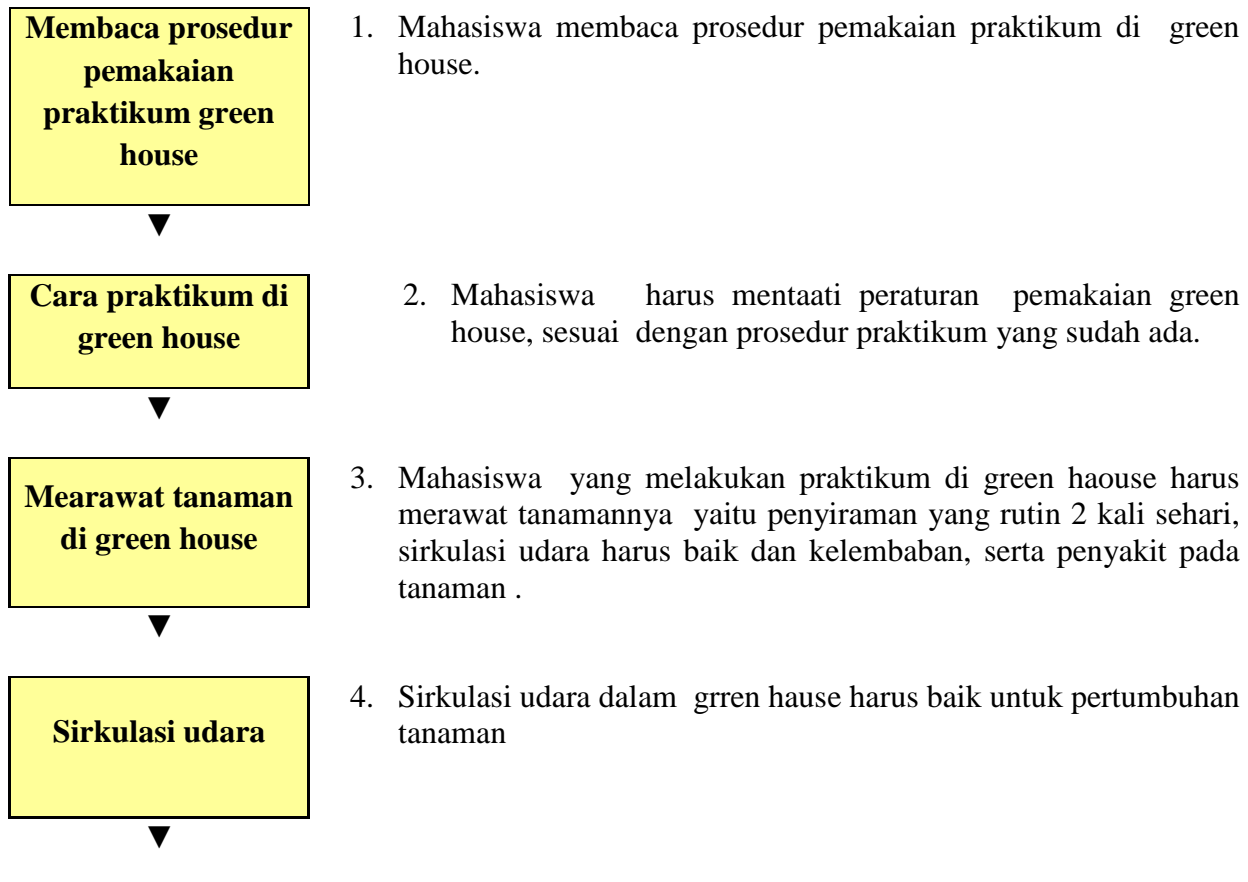 Membaca prosedur
pemakaian
praktikum green
house
1. Mahasiswa membaca prosedur pemakaian praktikum di green
house.
▼
Cara praktikum di
green house
2. Mahasiswa harus mentaati peraturan pemakaian green
house, sesuai dengan prosedur praktikum yang sudah ada.
▼
Mearawat tanaman
di green house
3. Mahasiswa yang melakukan praktikum di green haouse harus
merawat tanamannya yaitu penyiraman yang rutin 2 kali sehari,
sirkulasi udara harus baik dan kelembaban, serta penyakit pada
tanaman .
▼
Sirkulasi udara
4. Sirkulasi udara dalam grren hause harus baik untuk pertumbuhan
tanaman
▼